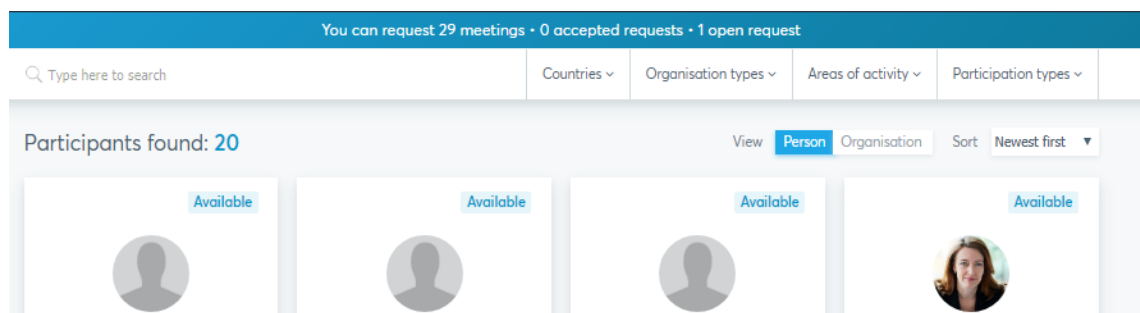 You can request 29 meetings • 0 accepted requests • 1 open request
Type here to search
Countries
Organisation types
Areas of activity
Participation types
Participants found: 20
View Person Organisation Sort Newest first
Available Available Available Available